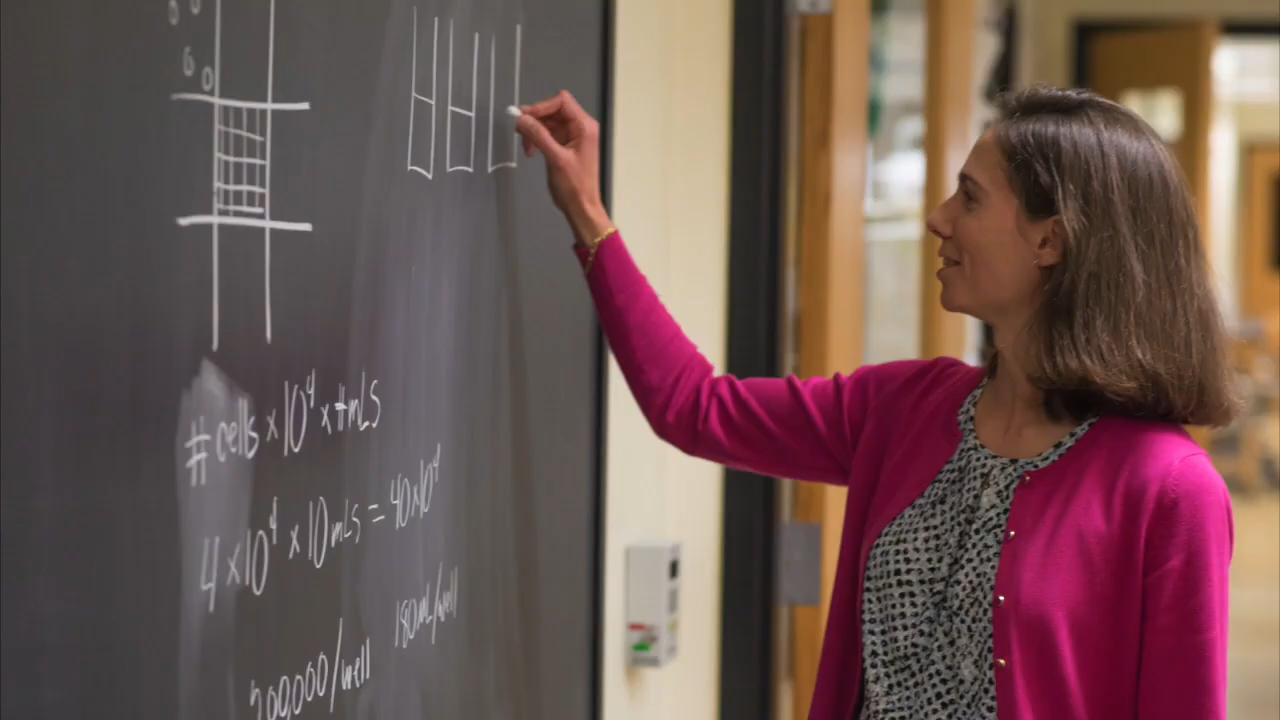 # cells × 10⁴ × # mLs
4 × 10⁴ × 10 mLs = 40 × 10⁴
180 mL/well
200,000/well